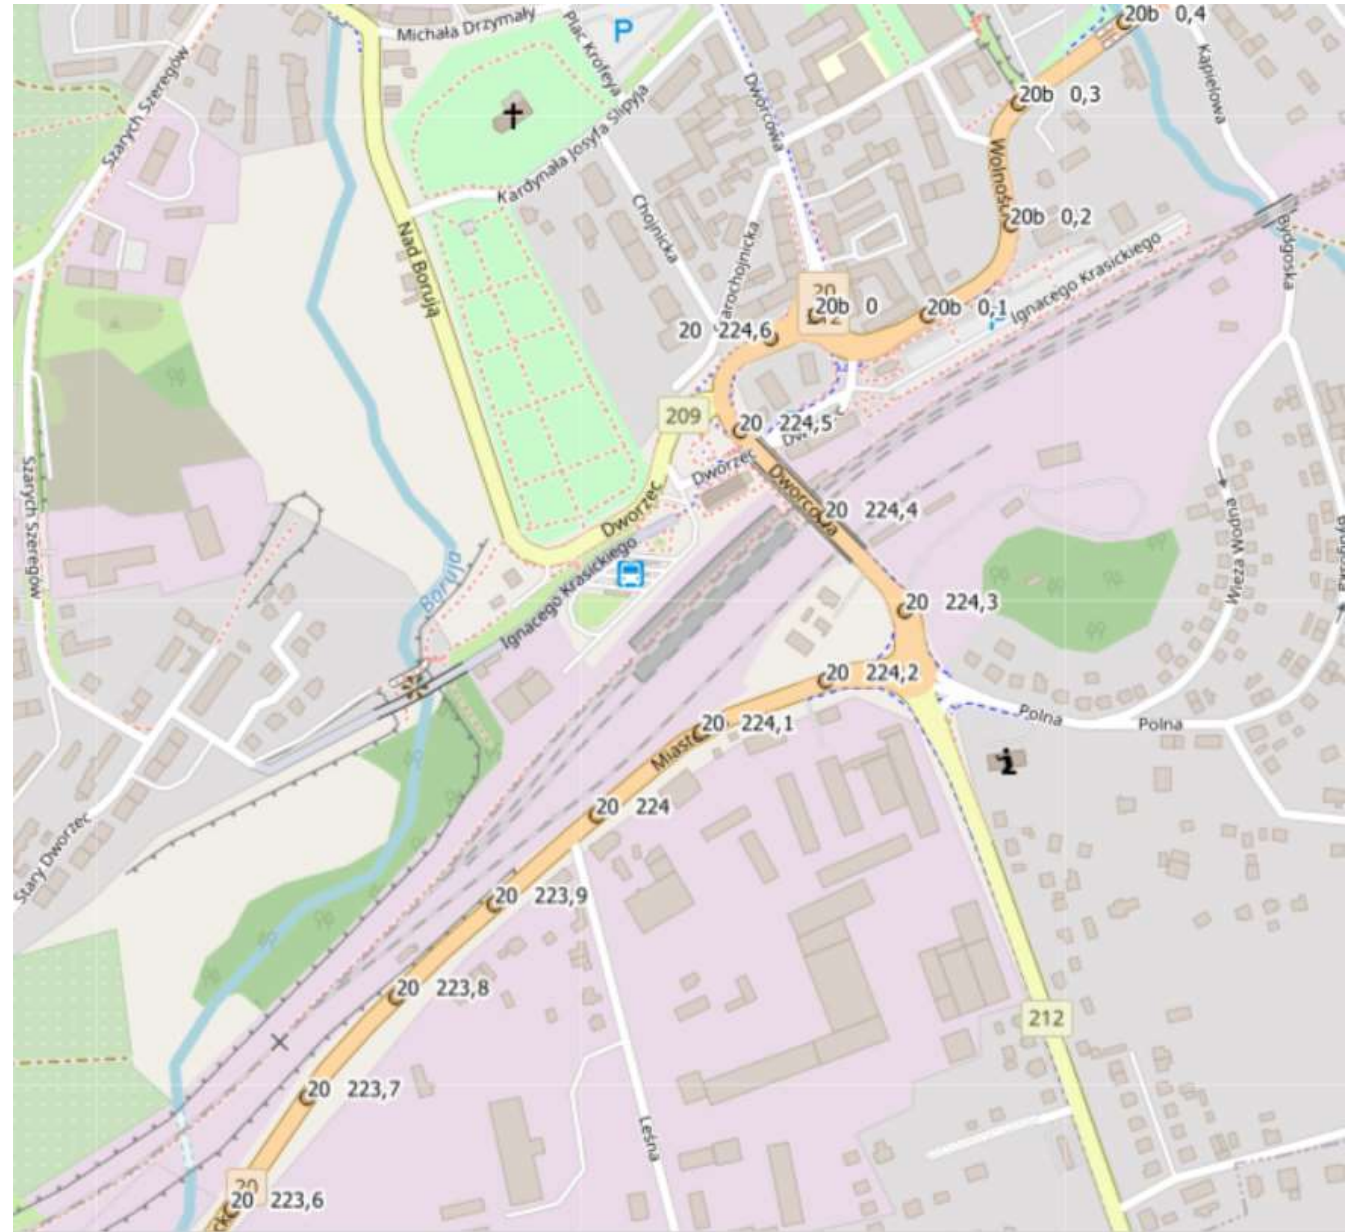 20b 0,4
Michała Drzymały
Plac Krofeya
P
Szarych Szeregów
Dworcowa
Kąpielowa
20b 0,3
Kardynała Josyfa Slipyja
Wolności
Chojnicka
20b 0,2
Nad Borują
Bydgoska
Ignacego Krasickiego
20
20b 0
20b 0,1
20 224,6
209
20 224,5
Dworzec
Dworcowa
20 224,4
Szarych Szeregów
Dworzec
Wieża Wodna
Boruja
Ignacego Krasickiego
20 224,3
20 224,2
Polna
Polna
20 224,1
20 224
Stary Dworzec
20 223,9
20 223,8
212
20 223,7
Leśna
20
20 223,6